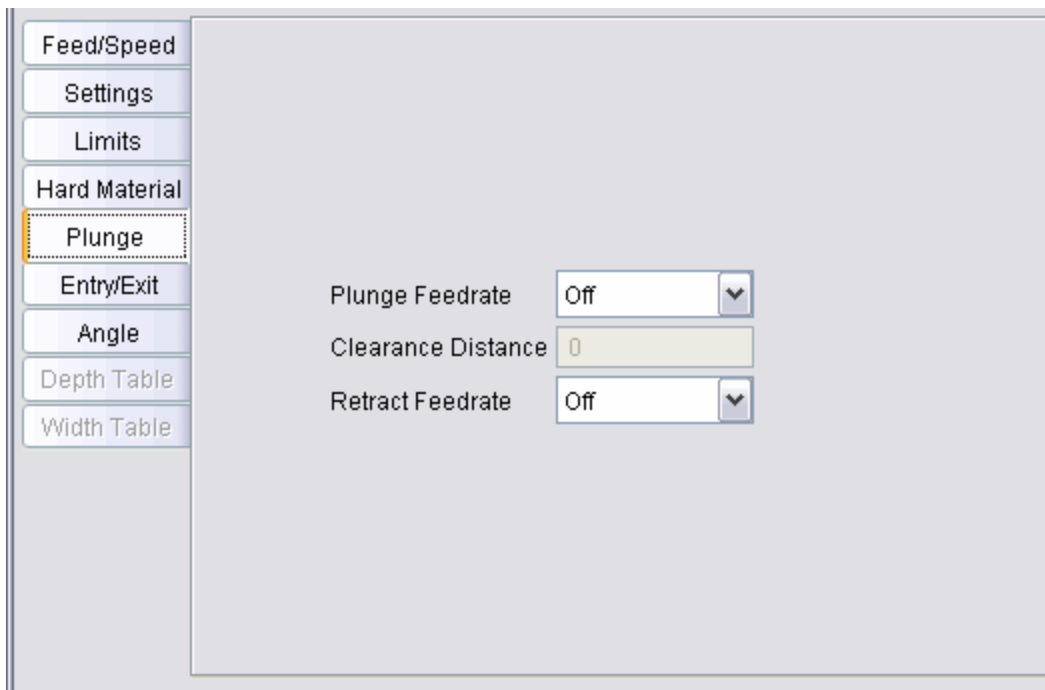 Feed/Speed
Settings
Limits
Hard Material
Plunge
Entry/Exit
Angle
Depth Table
Width Table
Plunge Feedrate Off
Clearance Distance 0
Retract Feedrate Off